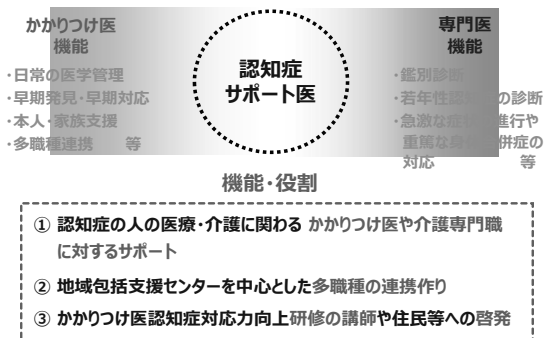 かかりつけ医
機能
・日常の医学管理
・早期発見・早期対応
・本人・家族支援
・多職種連携 等
認知症
サポート医
専門医
機能
・鑑別診断
・若年性認知症の診断
・急激な症状の進行や
重篤な身体合併症の
対応 等
機能・役割
① 認知症の人の医療・介護に関わる かかりつけ医や介護専門職
に対するサポート
② 地域包括支援センターを中心とした多職種の連携作り
③ かかりつけ医認知症対応力向上研修の講師や住民等への啓発